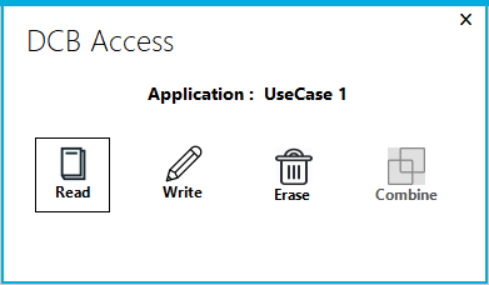 DCB Access
x
Application : UseCase 1
Read
Write
Erase
Combine